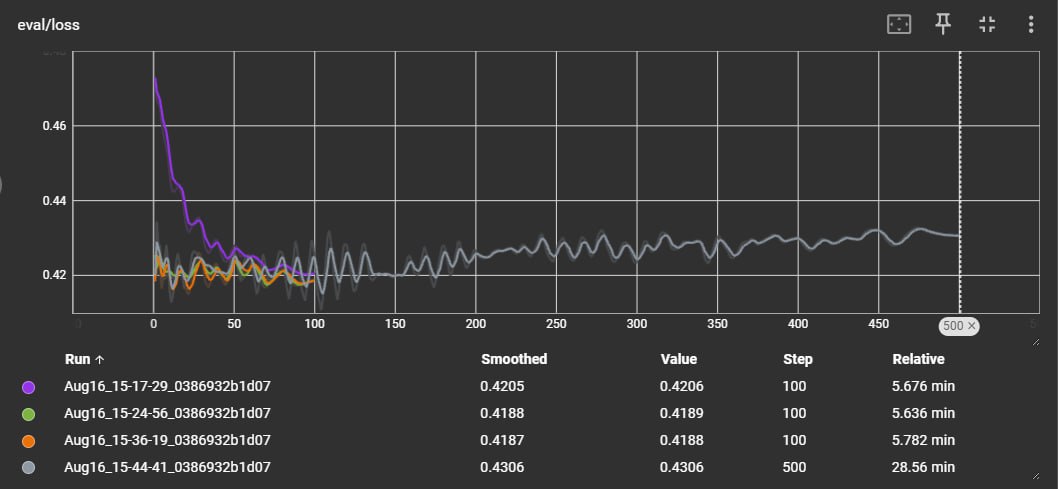 eval/loss
0.46
0.44
0.42
0 50 100 150 200 250 300 350 400 450 500 ×
Run ↑ Smoothed Value Step Relative
Aug16_15-17-29_0386932b1d07 0.4205 0.4206 100 5.676 min
Aug16_15-24-56_0386932b1d07 0.4188 0.4189 100 5.636 min
Aug16_15-36-19_0386932b1d07 0.4187 0.4188 100 5.782 min
Aug16_15-44-41_0386932b1d07 0.4306 0.4306 500 28.56 min